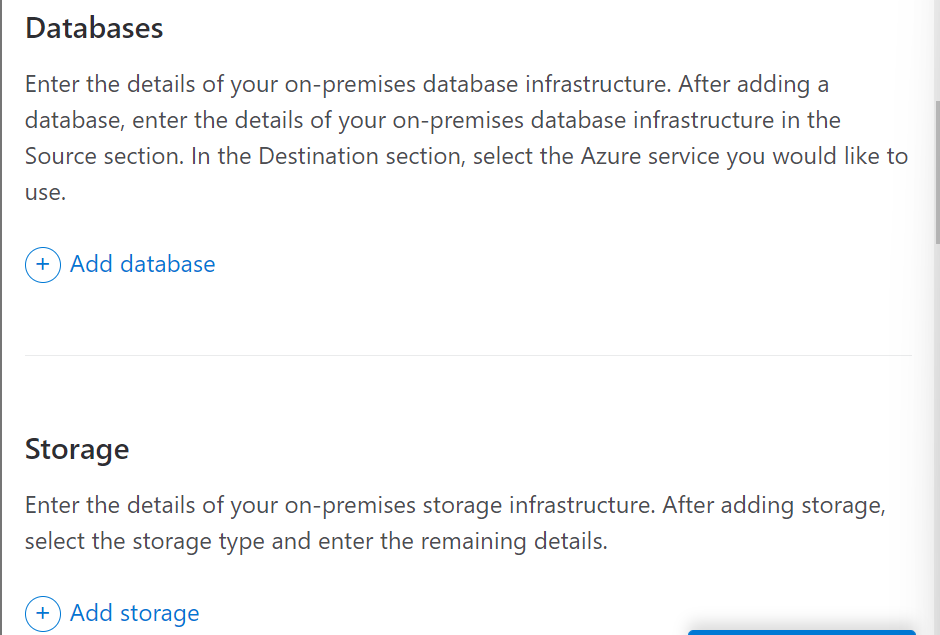 Databases
Enter the details of your on-premises database infrastructure. After adding a
database, enter the details of your on-premises database infrastructure in the
Source section. In the Destination section, select the Azure service you would like to
use.
+ Add database
Storage
Enter the details of your on-premises storage infrastructure. After adding storage,
select the storage type and enter the remaining details.
+ Add storage